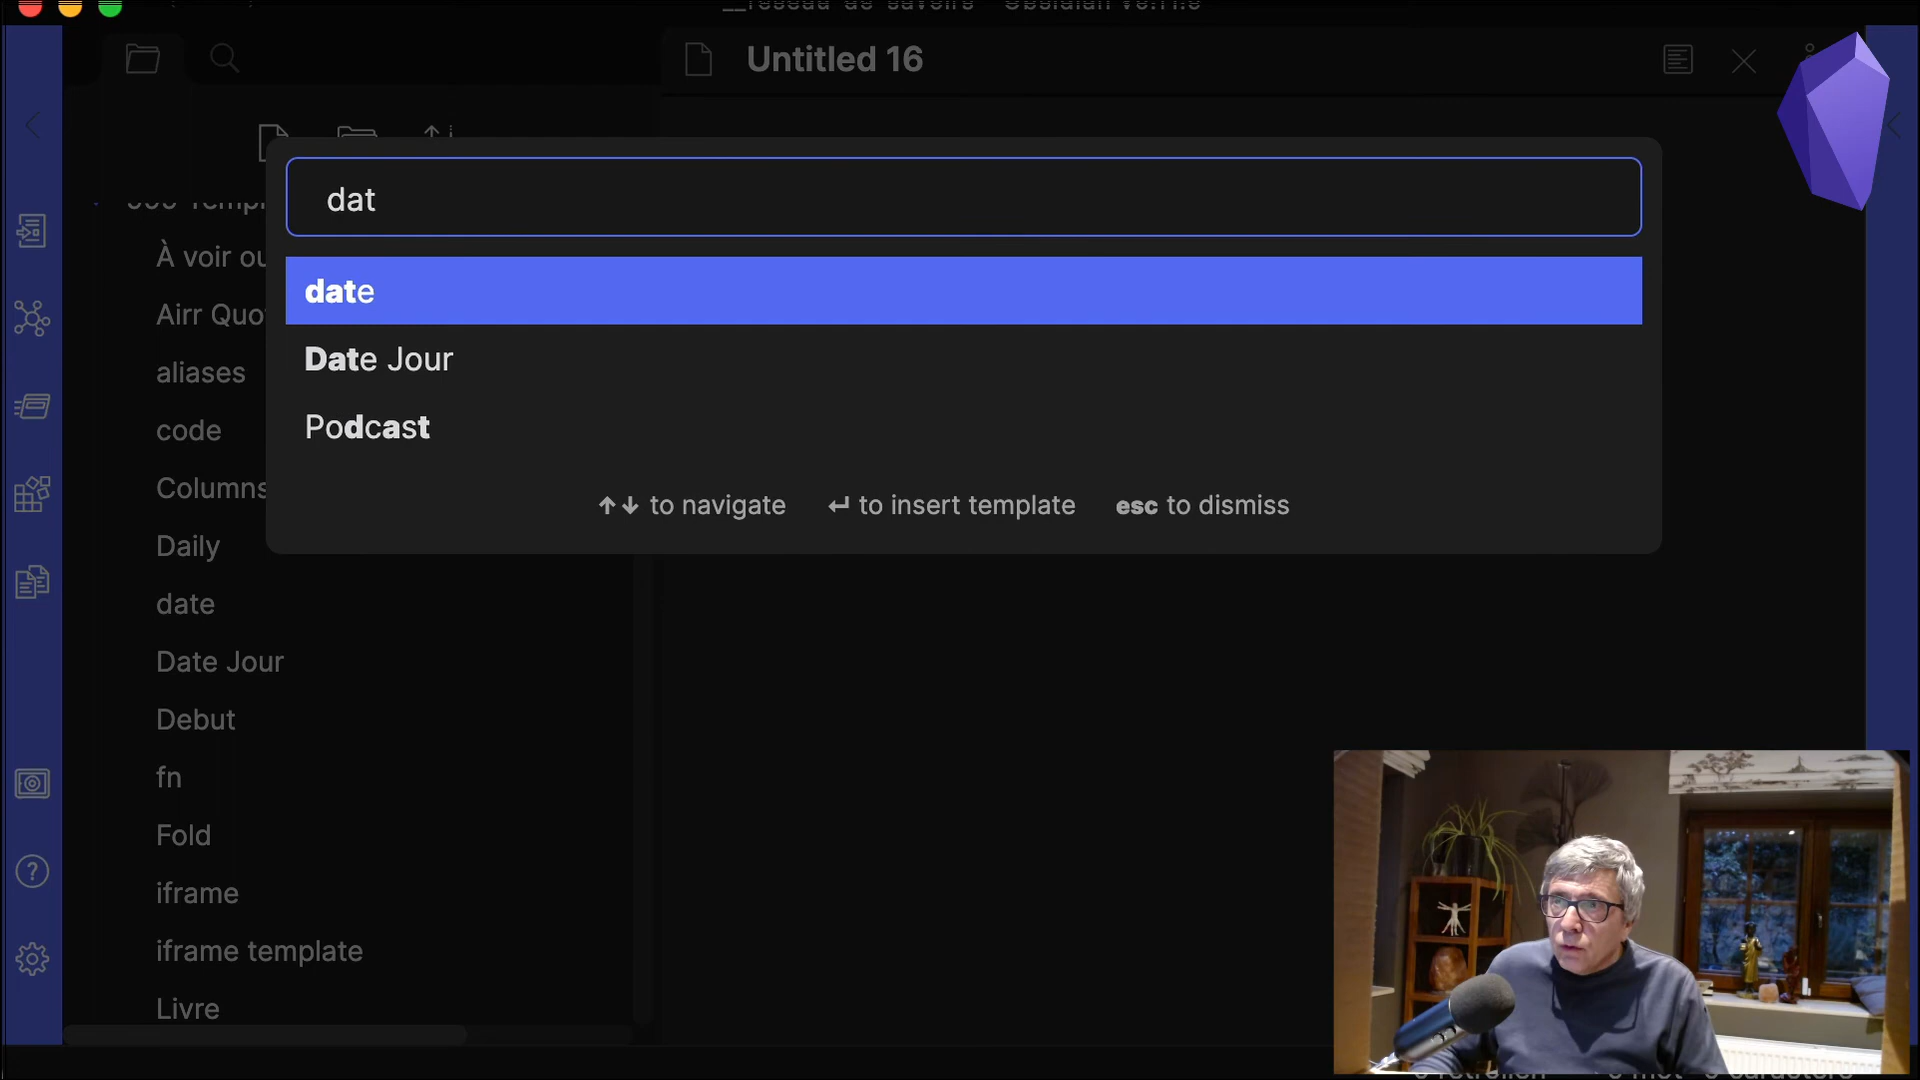 Untitled 16
dat
date
Date Jour
Podcast
to navigate
to insert template
esc to dismiss
À voir ou
Airr Quo
aliases
code
Columns
Daily
date
Date Jour
Debut
fn
Fold
iframe
iframe template
Livre